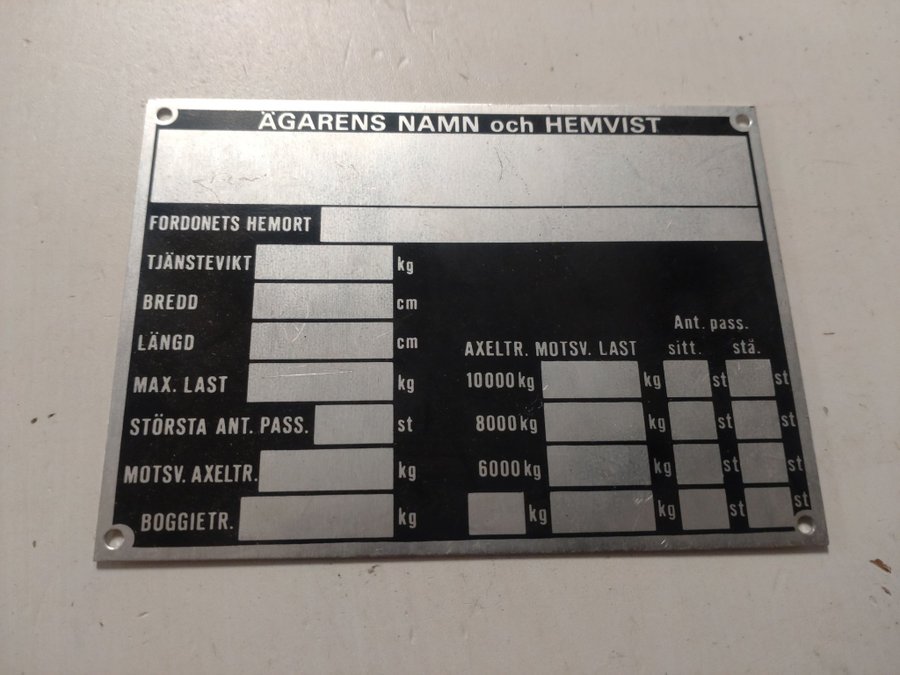 ÄGARENS NAMN och HEMVIST
FORDONETS HEMORT
TJÄNSTEVIKT kg
BREDD cm
LÄNGD cm
MAX. LAST kg
STÖRSTA ANT. PASS. st
MOTSV. AXELTR. kg
BOGGIETR. kg
Ant. pass.
AXELTR. MOTSV. LAST sitt. stå.
10000 kg kg st st
8000 kg kg st st
6000 kg kg st st
kg kg st st